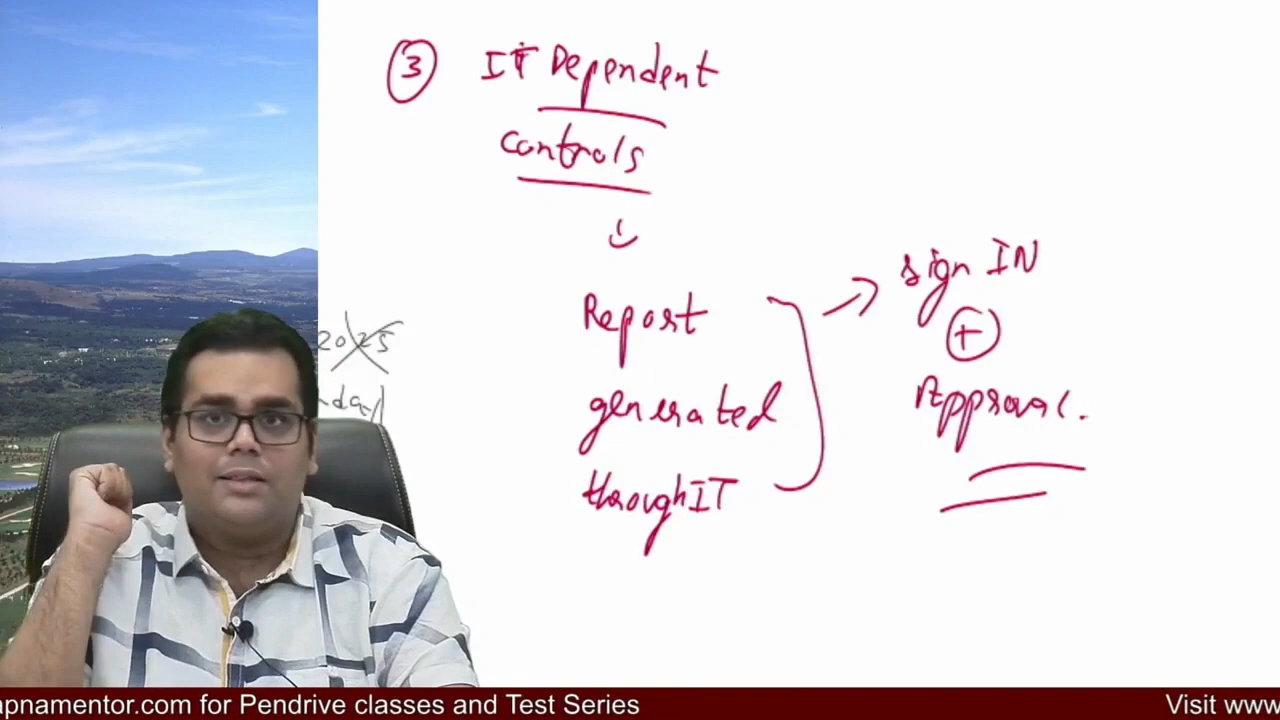 3 IT Dependent
controls
Report
generated
through IT
sign IN
+
Approval.
2025
apnamentor.com for Pendrive classes and Test Series
Visit www